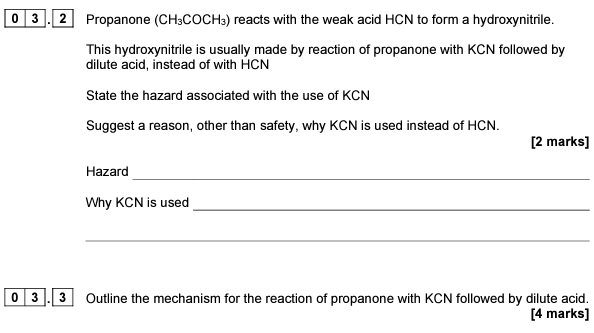 0 3 . 2 Propanone (CH₃COCH₃) reacts with the weak acid HCN to form a hydroxynitrile.
This hydroxynitrile is usually made by reaction of propanone with KCN followed by
dilute acid, instead of with HCN
State the hazard associated with the use of KCN
Suggest a reason, other than safety, why KCN is used instead of HCN.
[2 marks]
Hazard
Why KCN is used
0 3 . 3 Outline the mechanism for the reaction of propanone with KCN followed by dilute acid.
[4 marks]